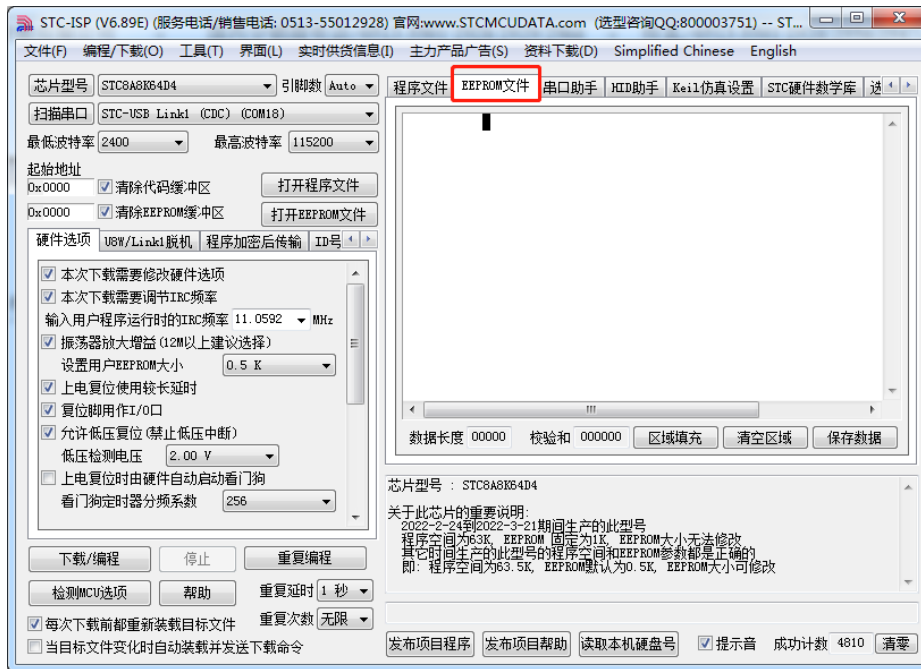 STC-ISP (V6.89E) (服务电话/销售电话: 0513-55012928) 官网:www.STCMCUDATA.com (选型咨询QQ:800003751) -- ST...
文件(F) 编程/下载(O) 工具(T) 界面(L) 实时供货信息(I) 主力产品广告(S) 资料下载(D) Simplified Chinese English
芯片型号 STC8A8K64D4 引脚数 Auto
扫描串口 STC-USB Link1 (CDC) (COM18)
最低波特率 2400 最高波特率 115200
起始地址
0x0000 清除代码缓冲区 打开程序文件
0x0000 清除EEPROM缓冲区 打开EEPROM文件
硬件选项 U8W/Link1脱机 程序加密后传输 ID号
本次下载需要修改硬件选项
本次下载需要调节IRC频率
输入用户程序运行时的IRC频率 11.0592 MHz
振荡器放大增益(12M以上建议选择)
设置用户EEPROM大小 0.5 K
上电复位使用较长延时
复位脚用作I/O口
允许低压复位(禁止低压中断)
低压检测电压 2.00 V
上电复位时由硬件自动启动看门狗
看门狗定时器分频系数 256
下载/编程 停止 重复编程
检测MCU选项 帮助 重复延时 1 秒
每次下载前都重新装载目标文件 重复次数 无限
当目标文件变化时自动装载并发送下载命令
程序文件 EEPROM文件 串口助手 HID助手 Keil仿真设置 STC硬件数学库
数据长度 00000 校验和 000000 区域填充 清空区域 保存数据
芯片型号 : STC8A8K64D4
关于此芯片的重要说明:
2022-2-24到2022-3-21期间生产的此型号
程序空间为63K, EEPROM 固定为1K, EEPROM大小无法修改
其它时间生产的此型号的程序空间和EEPROM参数都是正确的
即: 程序空间为63.5K, EEPROM默认为0.5K, EEPROM大小可修改
发布项目程序 发布项目帮助 读取本机硬盘号 提示音 成功计数 4810 清零